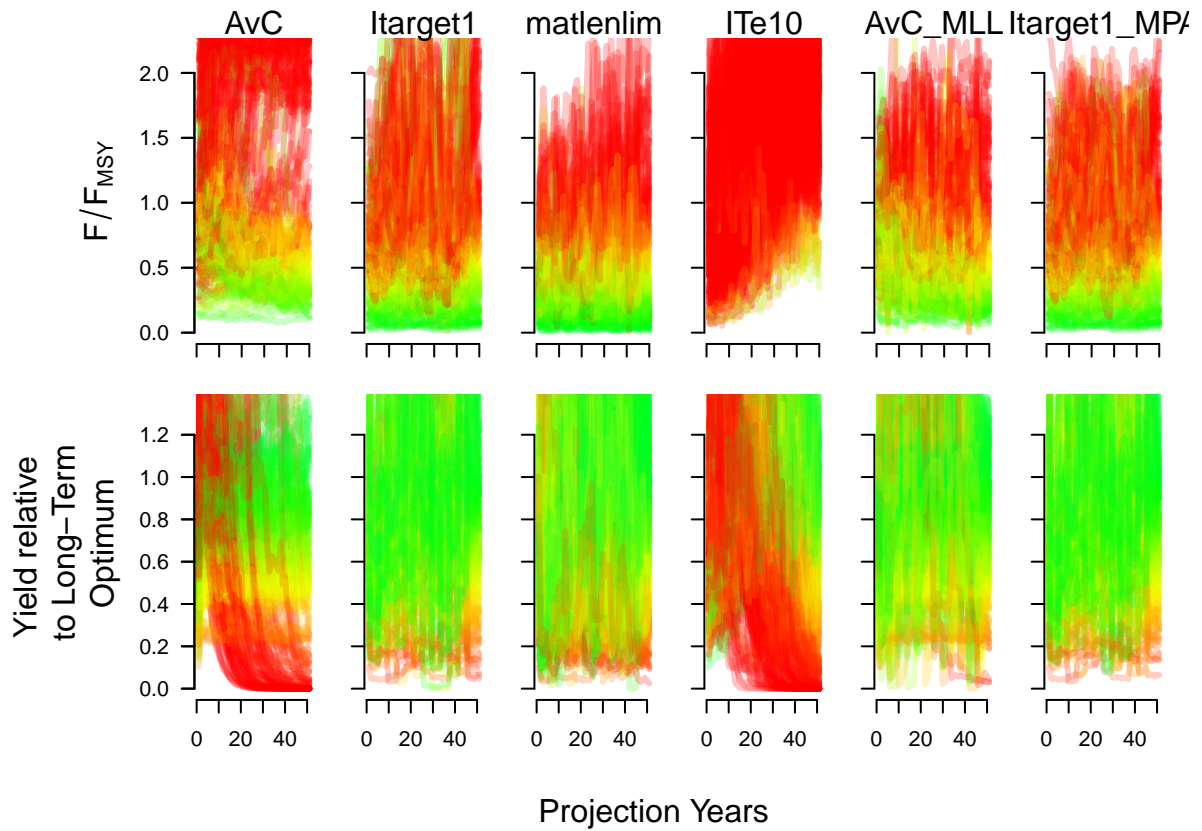 AvC Itarget1 matlenlim ITe10 AvC_MLL Itarget1_MPA
2.0
1.5
1.0
0.5
0.0
F/FMSY
1.2
1.0
0.8
0.6
0.4
0.2
0.0
Yield relative
to Long−Term
Optimum
0 20 40 0 20 40 0 20 40 0 20 40 0 20 40 0 20 40
Projection Years